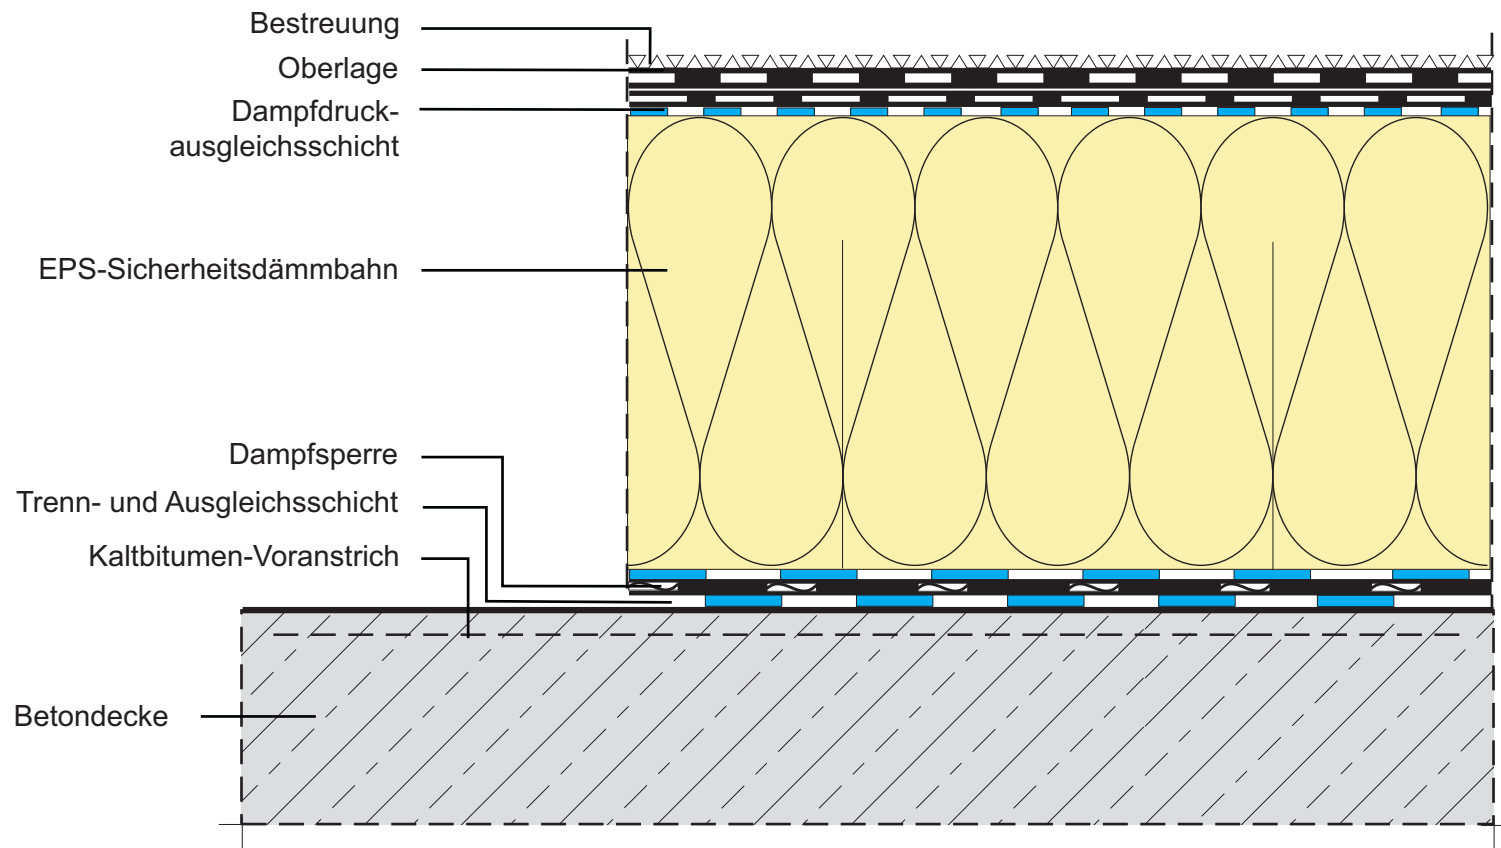 Bestreuung
Oberlage
Dampfdruck-
ausgleichsschicht
EPS-Sicherheitsdämmbahn
Dampfsperre
Trenn- und Ausgleichsschicht
Kaltbitumen-Voranstrich
Betondecke